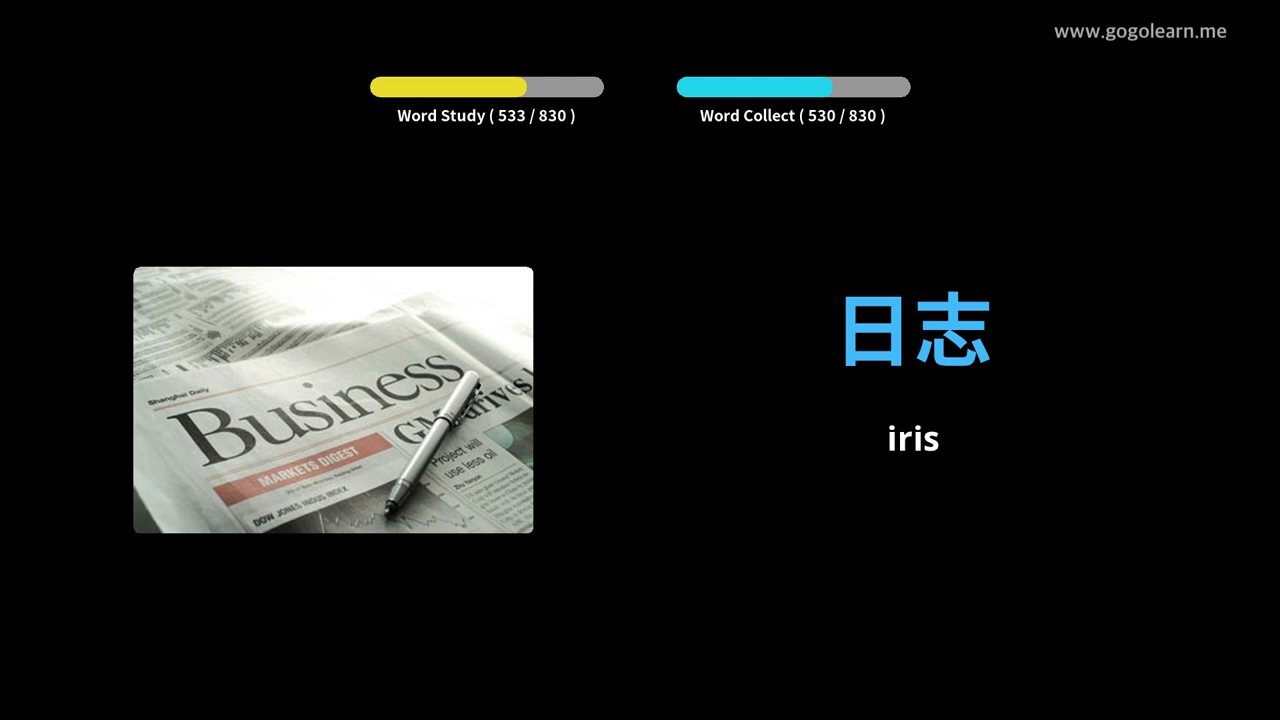 www.gogolearn.me
Word Study ( 533 / 830 )
Word Collect ( 530 / 830 )
日志
iris
Shanghai Daily
Business
GM
drives
MARKETS DIGEST
Project will
use less oil
DOW JONES INDUS INDEX